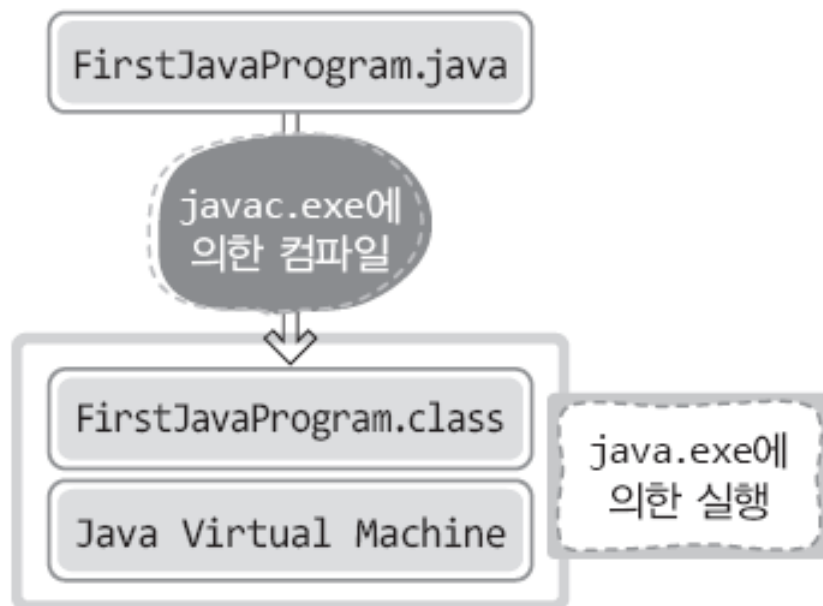 FirstJavaProgram.java
javac.exe에
의한 컴파일
FirstJavaProgram.class
java.exe에
의한 실행
Java Virtual Machine